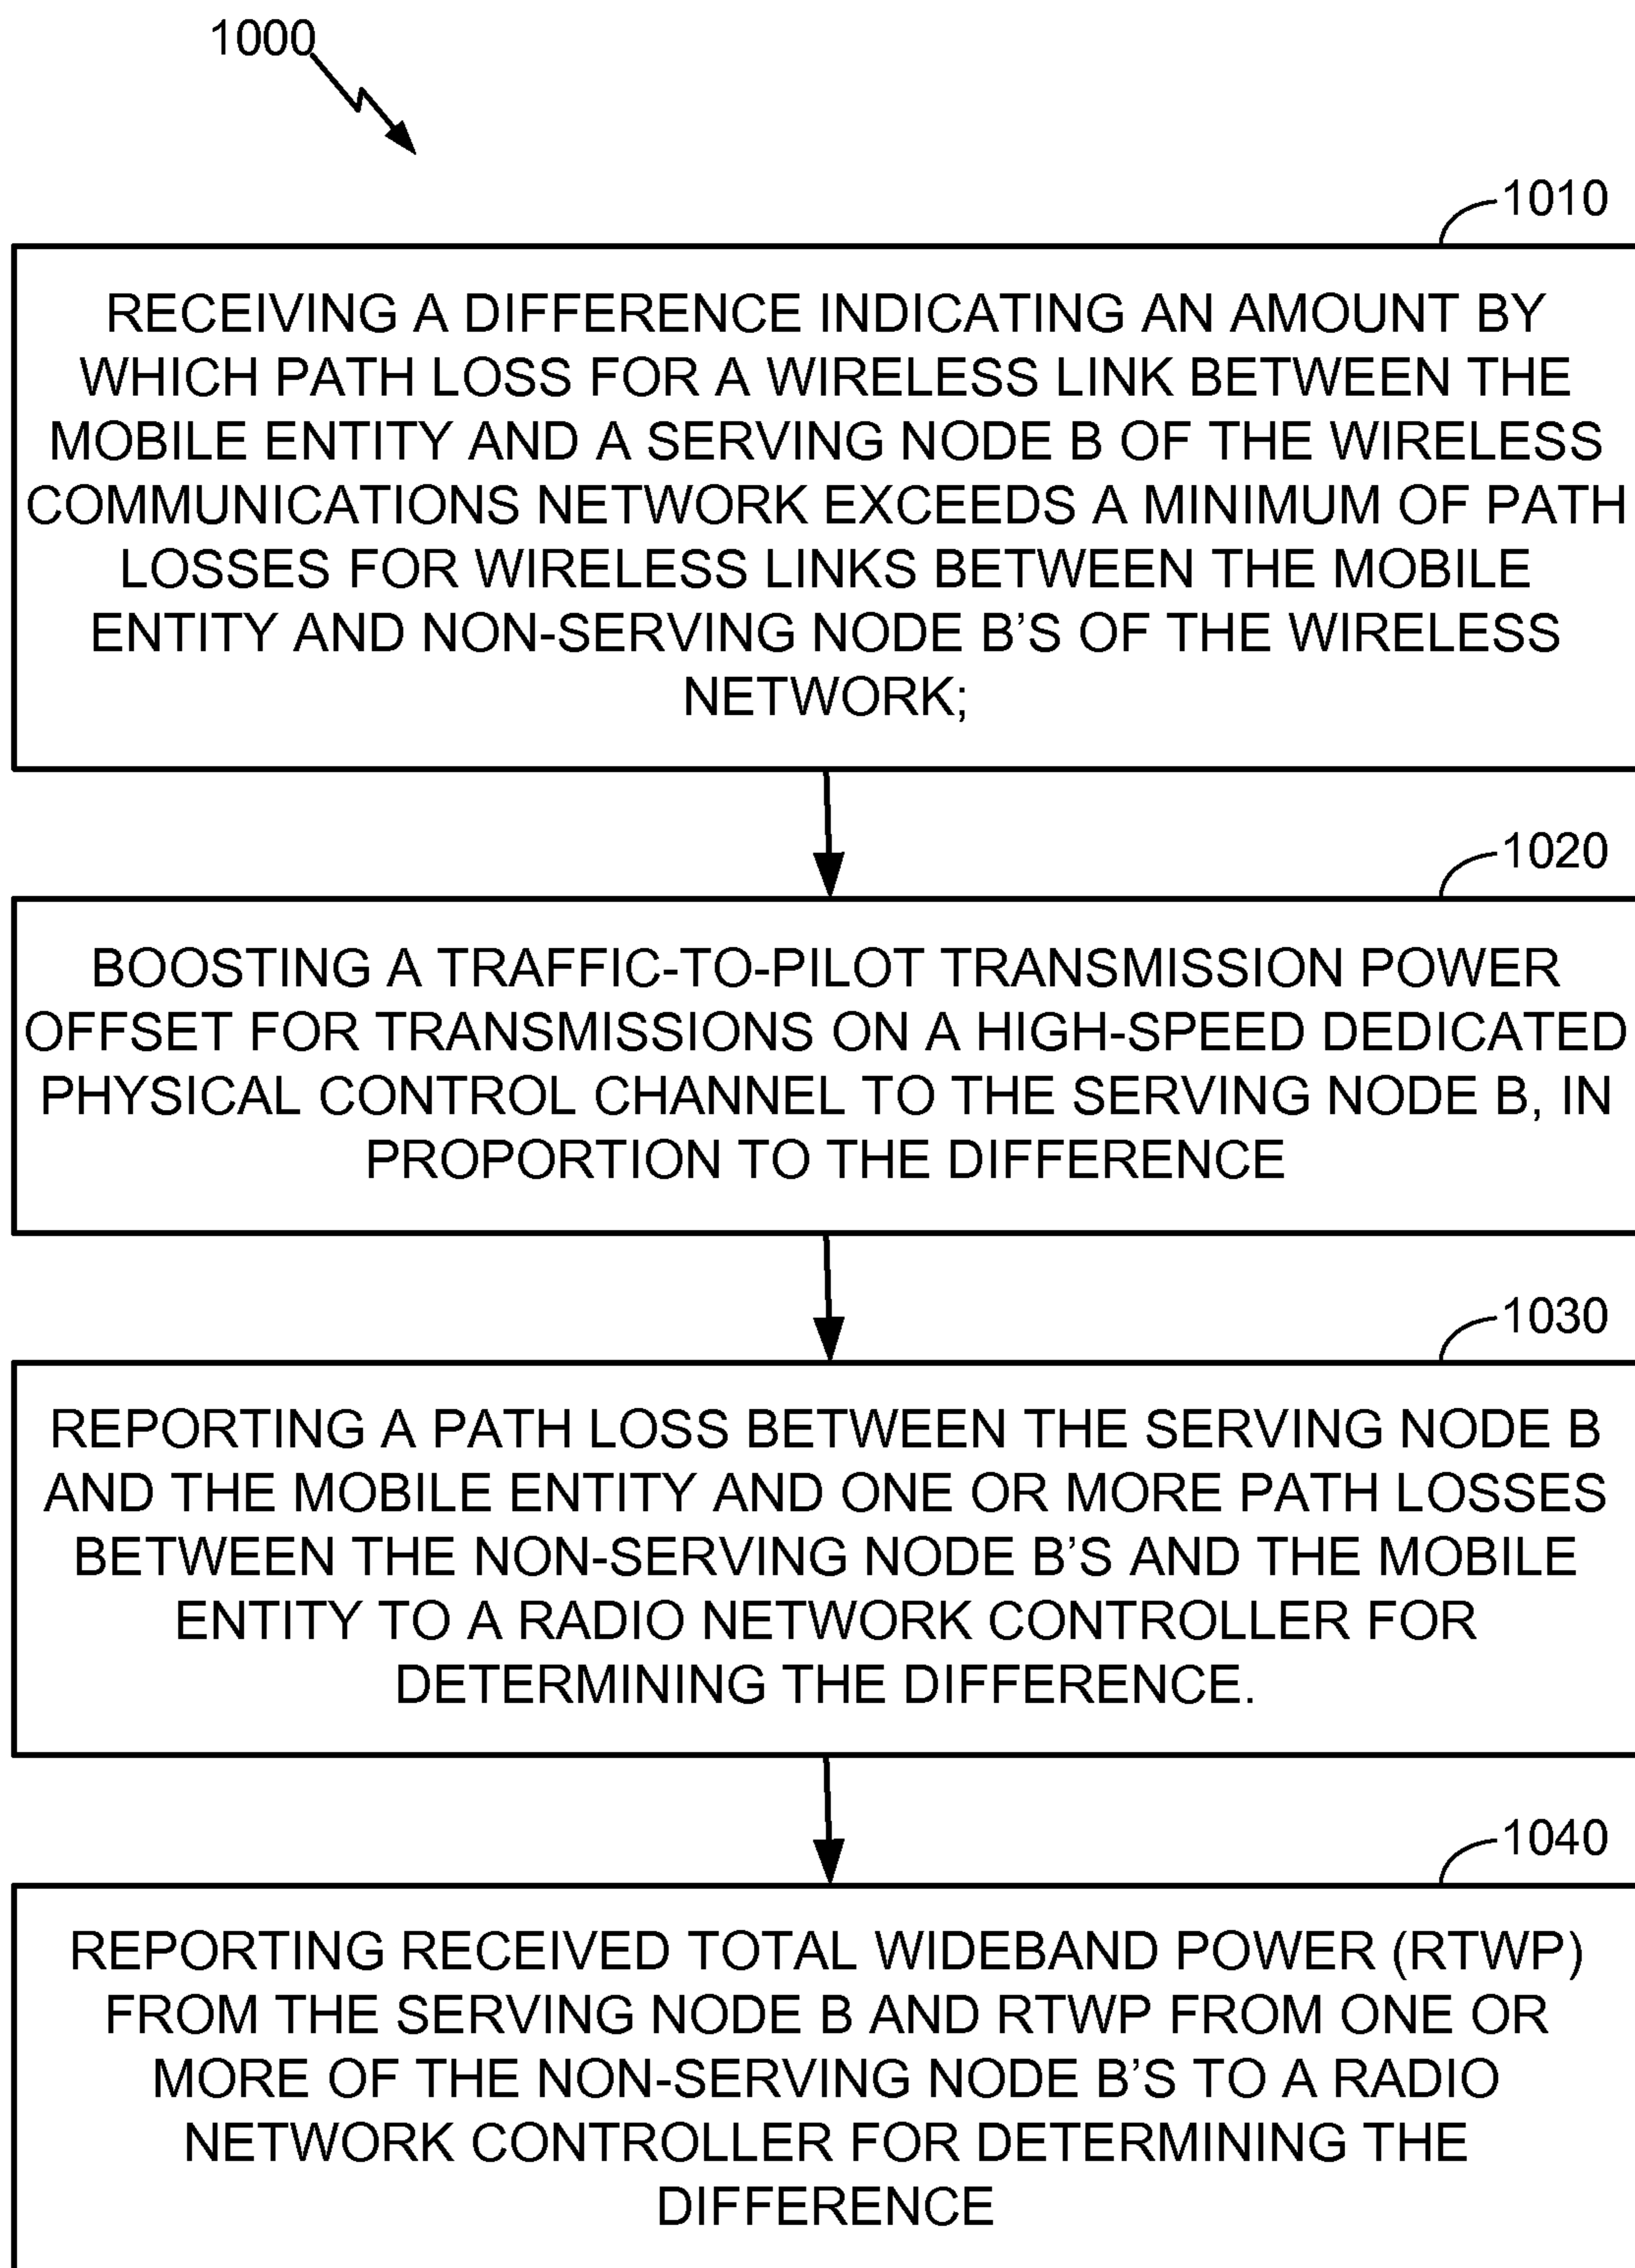 1000
1010
RECEIVING A DIFFERENCE INDICATING AN AMOUNT BY
WHICH PATH LOSS FOR A WIRELESS LINK BETWEEN THE
MOBILE ENTITY AND A SERVING NODE B OF THE WIRELESS
COMMUNICATIONS NETWORK EXCEEDS A MINIMUM OF PATH
LOSSES FOR WIRELESS LINKS BETWEEN THE MOBILE
ENTITY AND NON-SERVING NODE B’S OF THE WIRELESS
NETWORK;
1020
BOOSTING A TRAFFIC-TO-PILOT TRANSMISSION POWER
OFFSET FOR TRANSMISSIONS ON A HIGH-SPEED DEDICATED
PHYSICAL CONTROL CHANNEL TO THE SERVING NODE B, IN
PROPORTION TO THE DIFFERENCE
1030
REPORTING A PATH LOSS BETWEEN THE SERVING NODE B
AND THE MOBILE ENTITY AND ONE OR MORE PATH LOSSES
BETWEEN THE NON-SERVING NODE B’S AND THE MOBILE
ENTITY TO A RADIO NETWORK CONTROLLER FOR
DETERMINING THE DIFFERENCE.
1040
REPORTING RECEIVED TOTAL WIDEBAND POWER (RTWP)
FROM THE SERVING NODE B AND RTWP FROM ONE OR
MORE OF THE NON-SERVING NODE B’S TO A RADIO
NETWORK CONTROLLER FOR DETERMINING THE
DIFFERENCE